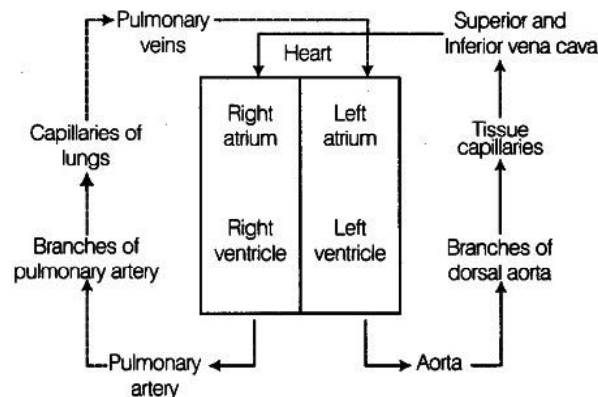 Pulmonary
veins
Superior and
Inferior vena cava
Heart
Right
atrium
Left
atrium
Capillaries of
lungs
Tissue
capillaries
Right
ventricle
Left
ventricle
Branches of
pulmonary artery
Branches of
dorsal aorta
Pulmonary
artery
Aorta